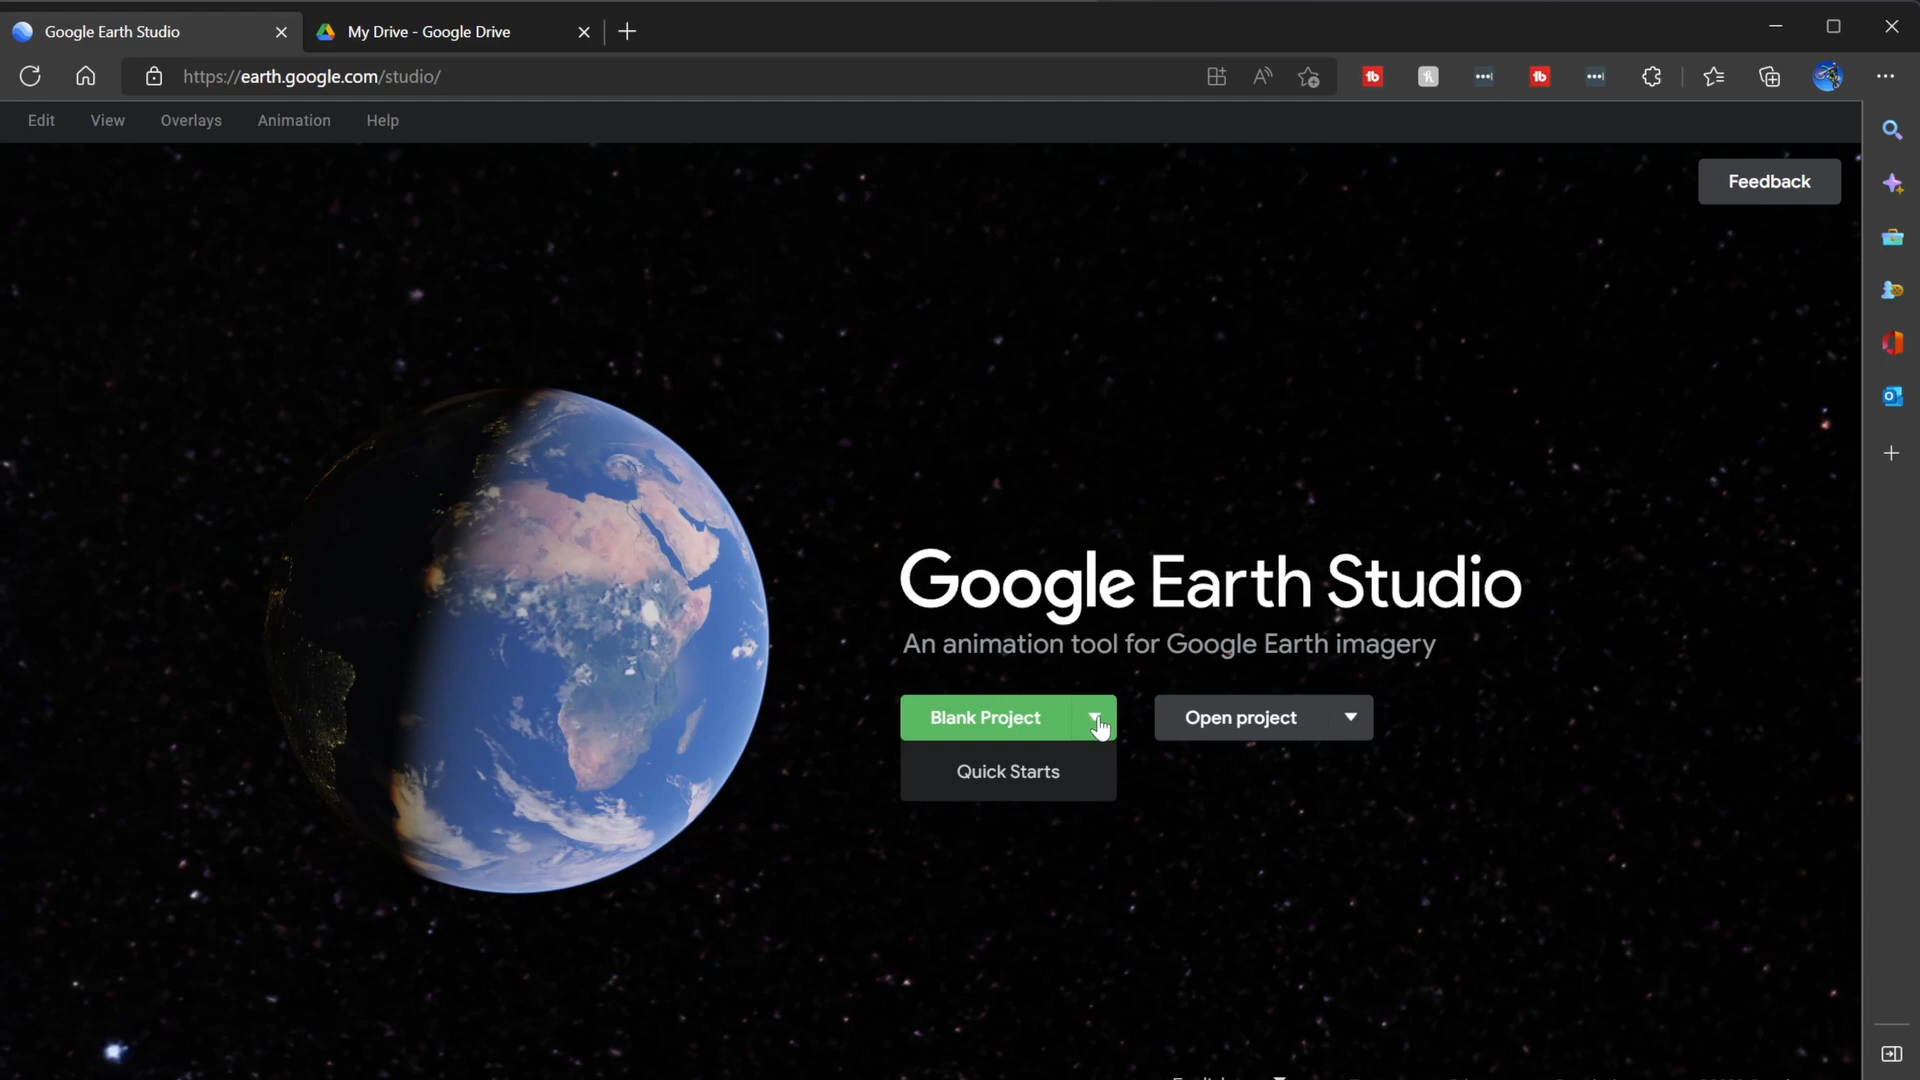 Google Earth Studio
My Drive - Google Drive
https://earth.google.com/studio/
Edit
View
Overlays
Animation
Help
Feedback
Google Earth Studio
An animation tool for Google Earth imagery
Blank Project
Open project
Quick Starts